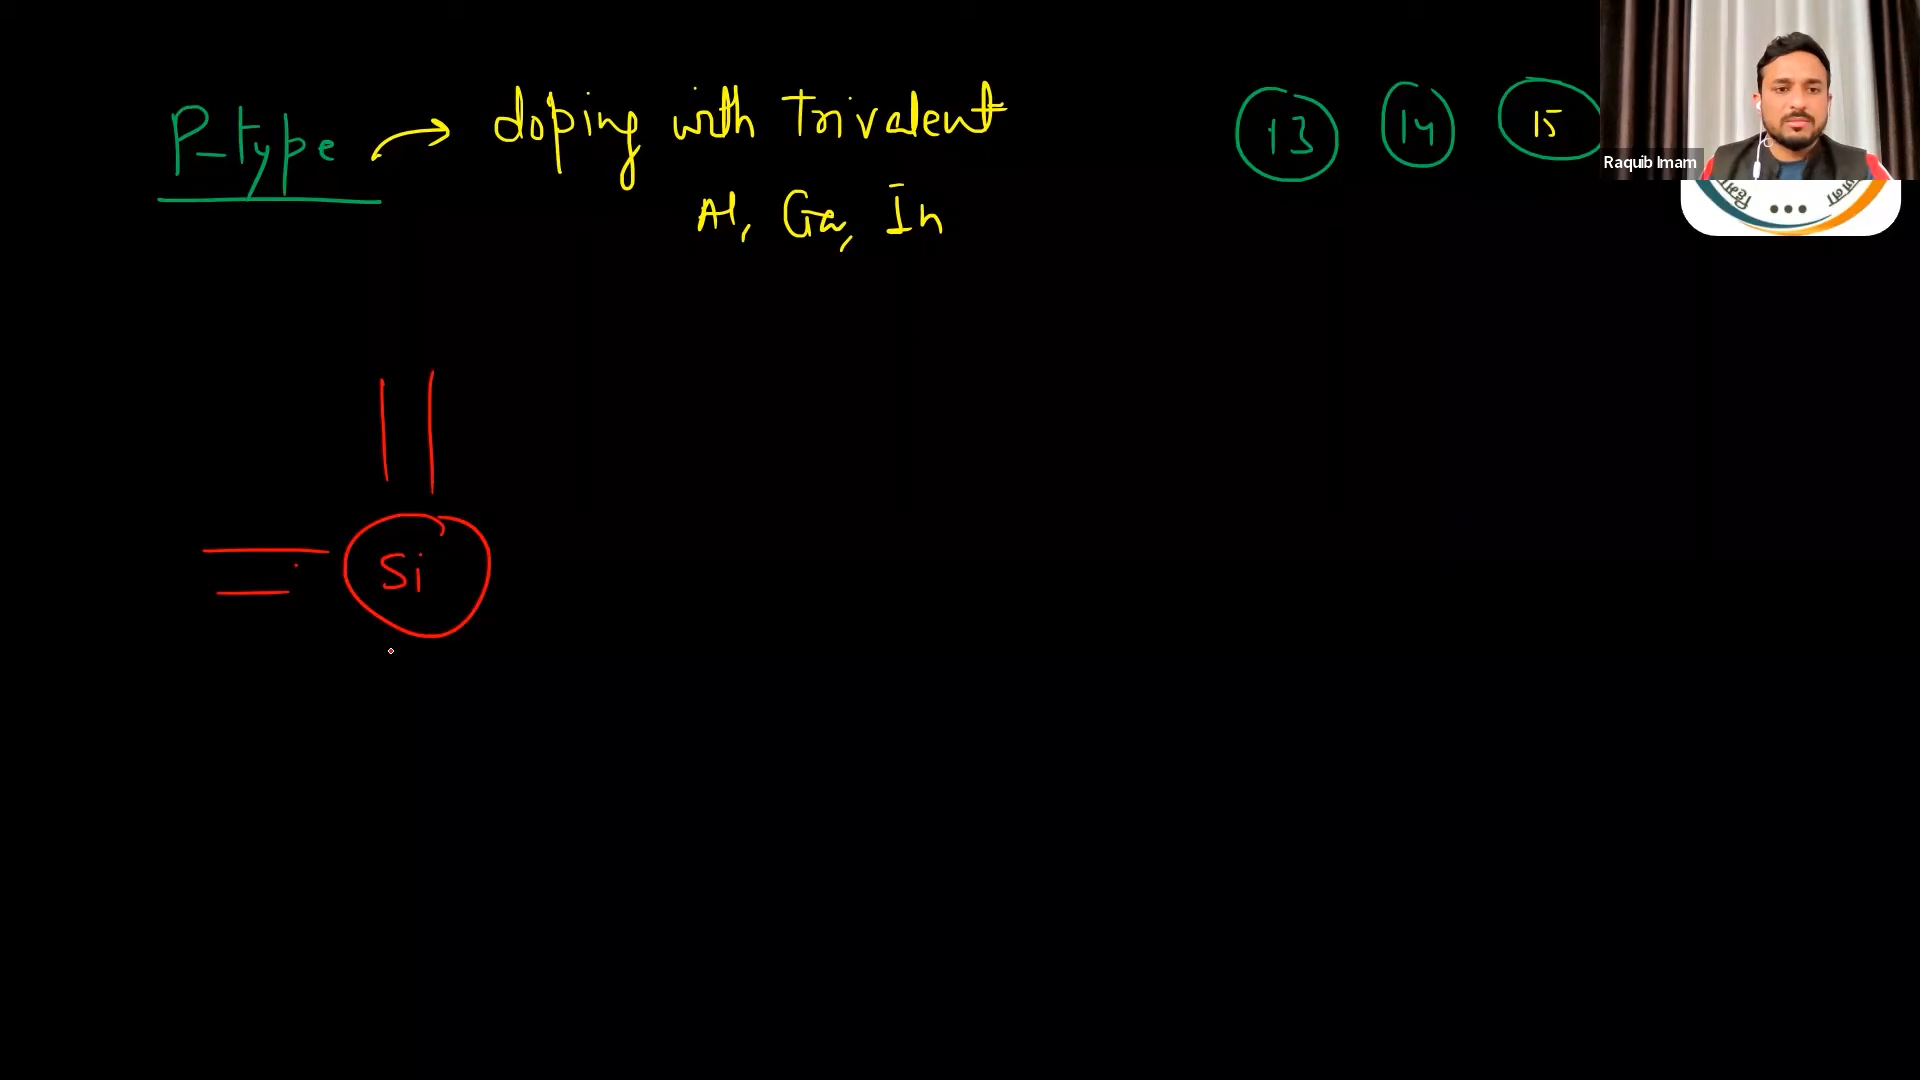 P-type → doping with trivalent
Al, Ga, In
13 14 15
Raquib Imam
Si